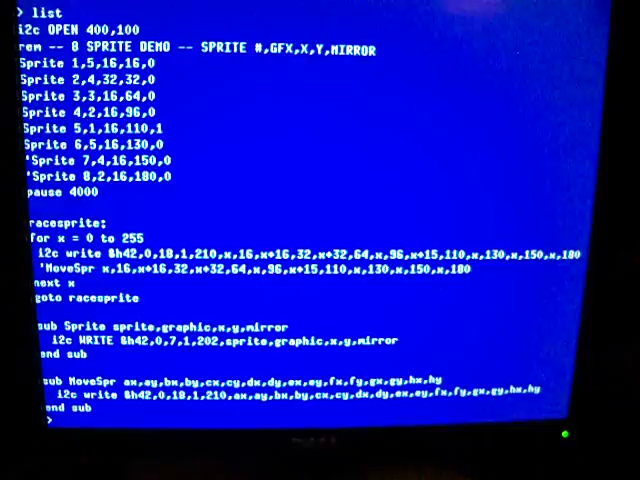 > list
i2c OPEN 400,100
rem -- 8 SPRITE DEMO -- SPRITE #,GFX,X,Y,MIRROR
Sprite 1,5,16,16,0
Sprite 2,4,32,32,0
Sprite 3,3,16,64,0
Sprite 4,2,16,96,0
Sprite 5,1,16,110,1
Sprite 6,5,16,130,0
'Sprite 7,4,16,150,0
'Sprite 8,2,16,180,0
pause 4000
racesprite:
for x = 0 to 255
i2c write &h42,0,18,1,210,x,16,x+16,32,x+32,64,x,96,x+15,110,x,130,x,150,x,180
'MoveSpr x,16,x+16,32,x+32,64,x,96,x+15,110,x,130,x,150,x,180
next x
goto racesprite
sub Sprite sprite,graphic,x,y,mirror
i2c WRITE &h42,0,7,1,202,sprite,graphic,x,y,mirror
end sub
sub MoveSpr ax,ay,bx,by,cx,cy,dx,dy,ex,ey,fx,fy,gx,gy,hx,hy
i2c write &h42,0,18,1,210,ax,ay,bx,by,cx,cy,dx,dy,ex,ey,fx,fy,gx,gy,hx,hy
end sub
>